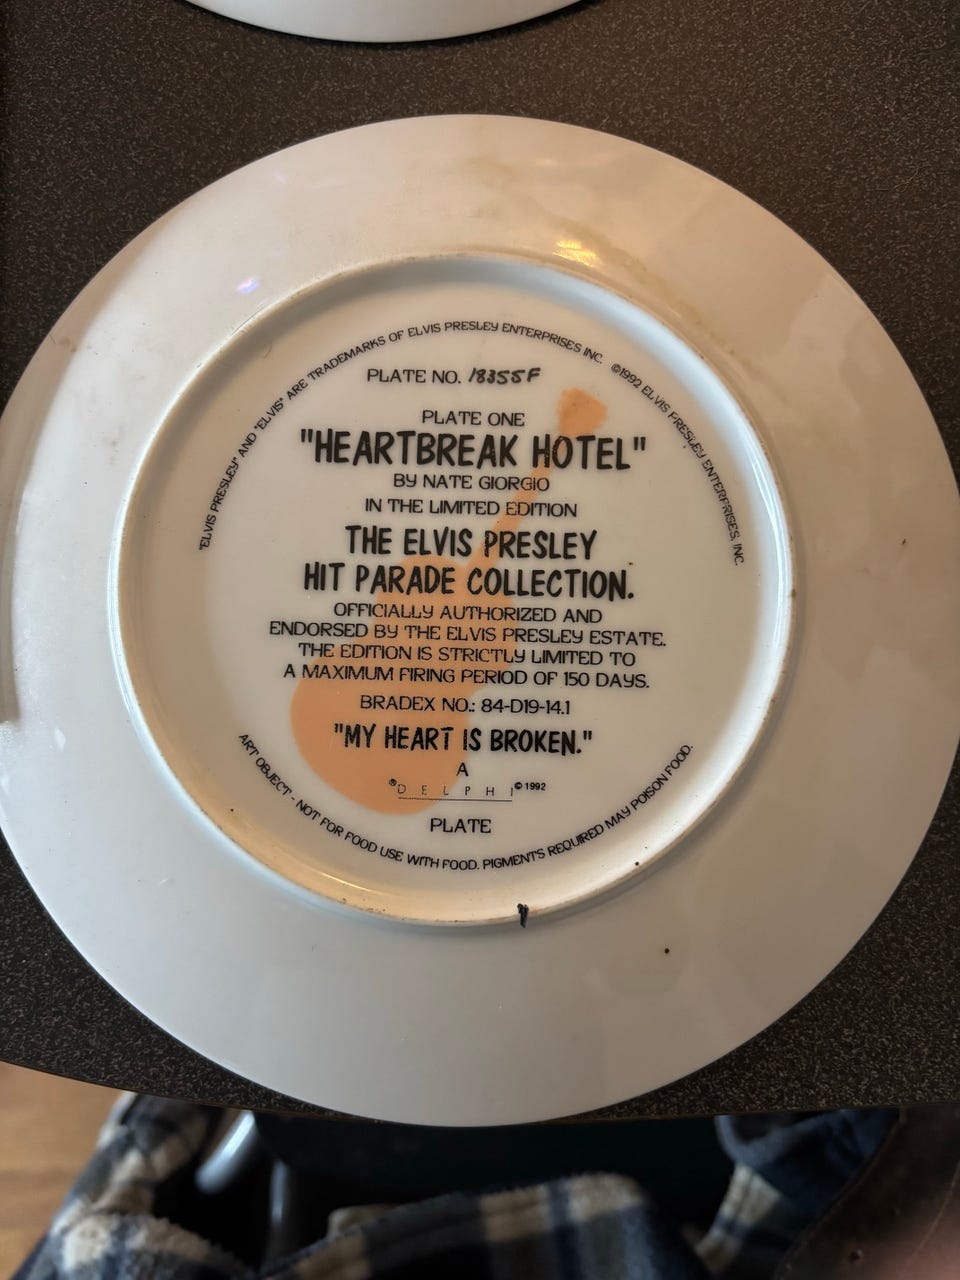 "ELVIS PRESLEY" AND "ELVIS" ARE TRADEMARKS OF ELVIS PRESLEY ENTERPRISES INC. ©1992 ELVIS PRESLEY ENTERPRISES, INC.
PLATE NO. 18355F
PLATE ONE
"HEARTBREAK HOTEL"
BY NATE GIORGIO
IN THE LIMITED EDITION
THE ELVIS PRESLEY
HIT PARADE COLLECTION.
OFFICIALLY AUTHORIZED AND
ENDORSED BY THE ELVIS PRESLEY ESTATE.
THE EDITION IS STRICTLY LIMITED TO
A MAXIMUM FIRING PERIOD OF 150 DAYS.
BRADEX NO.: 84-D19-14.1
"MY HEART IS BROKEN."
A
®DELPHI©1992
PLATE
ART OBJECT - NOT FOR FOOD USE WITH FOOD. PIGMENTS REQUIRED MAY POISON FOOD.